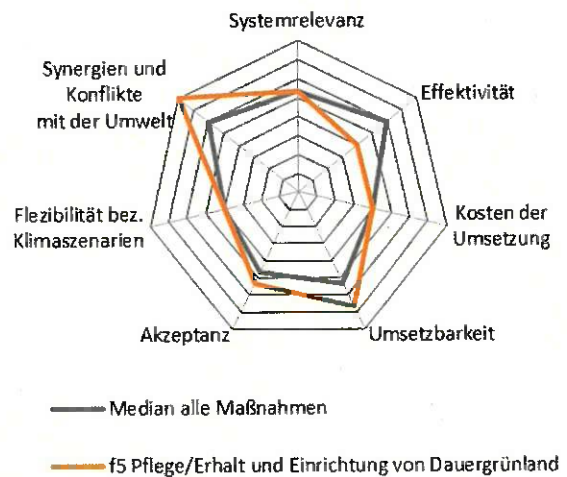 Systemrelevanz
Synergien und
Konflikte
mit der Umwelt
Effektivität
Flezibilität bez.
Klimaszenarien
Kosten der
Umsetzung
Akzeptanz
Umsetzbarkeit
Median alle Maßnahmen
f5 Pflege/Erhalt und Einrichtung von Dauergrünland